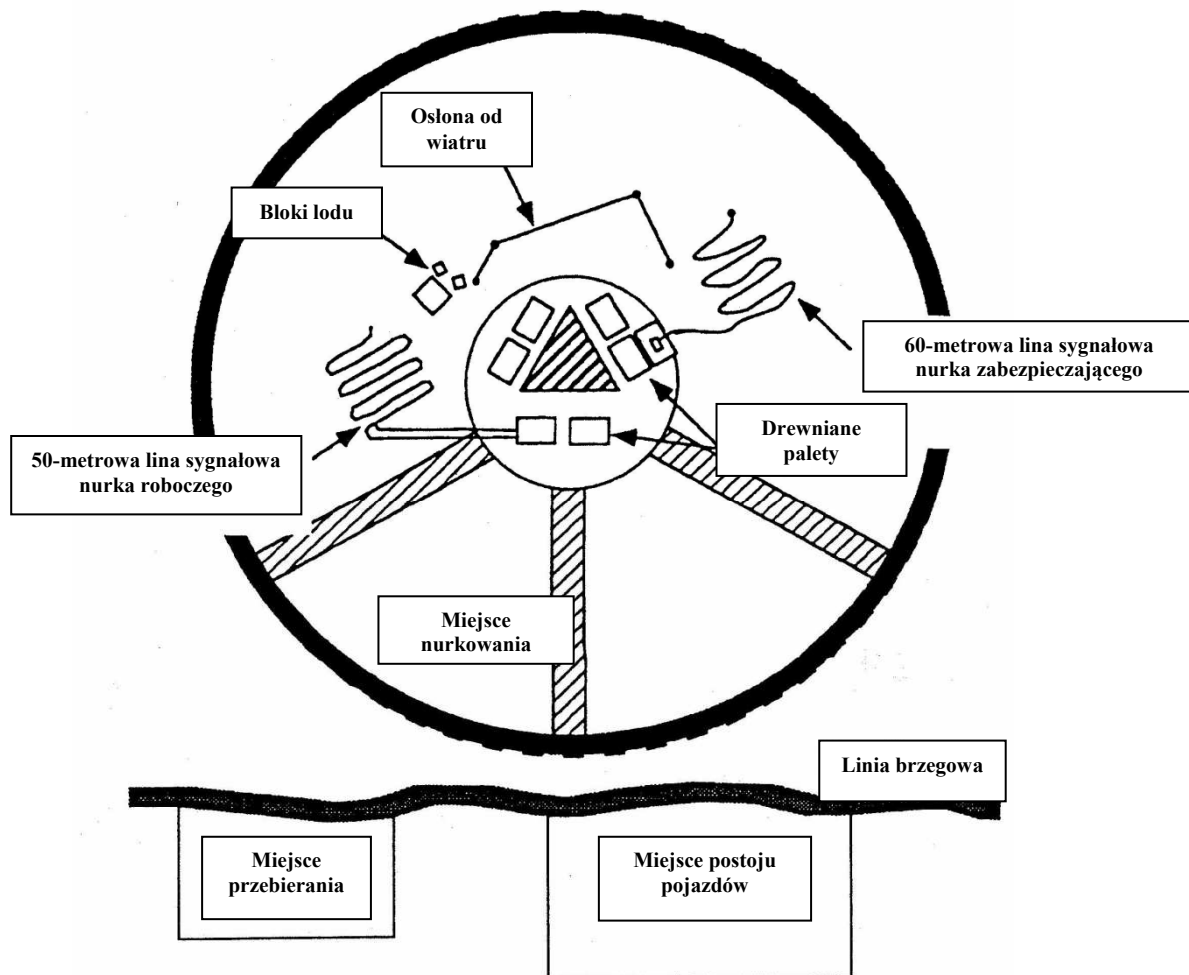 Osłona od
wiatru
Bloki lodu
60-metrowa lina sygnałowa
nurka zabezpieczającego
50-metrowa lina sygnałowa
nurka roboczego
Drewniane
palety
Miejsce
nurkowania
Linia brzegowa
Miejsce
przebierania
Miejsce postoju
pojazdów